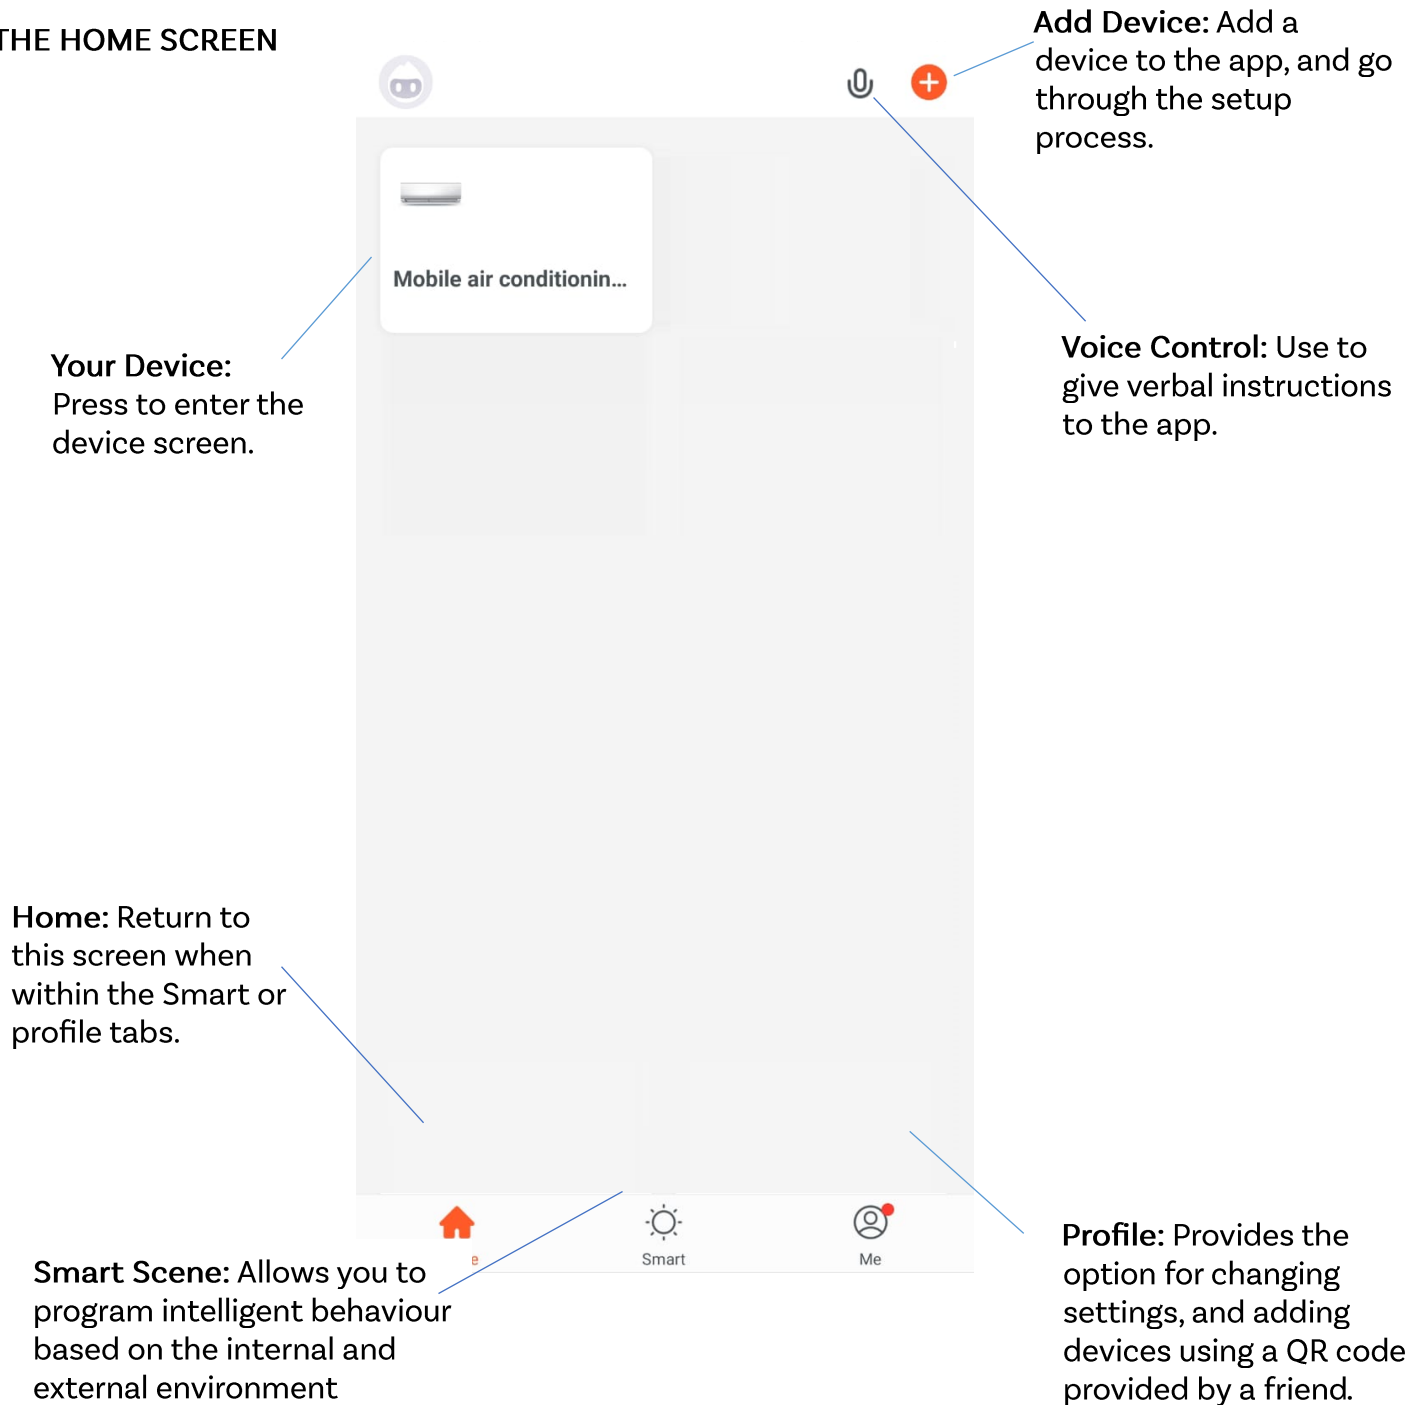 THE HOME SCREEN
Add Device: Add a
device to the app, and go
through the setup
process.
Mobile air conditionin...
Your Device:
Press to enter the
device screen.
Voice Control: Use to
give verbal instructions
to the app.
Home: Return to
this screen when
within the Smart or
profile tabs.
e
Smart
Me
Smart Scene: Allows you to
program intelligent behaviour
based on the internal and
external environment
Profile: Provides the
option for changing
settings, and adding
devices using a QR code
provided by a friend.